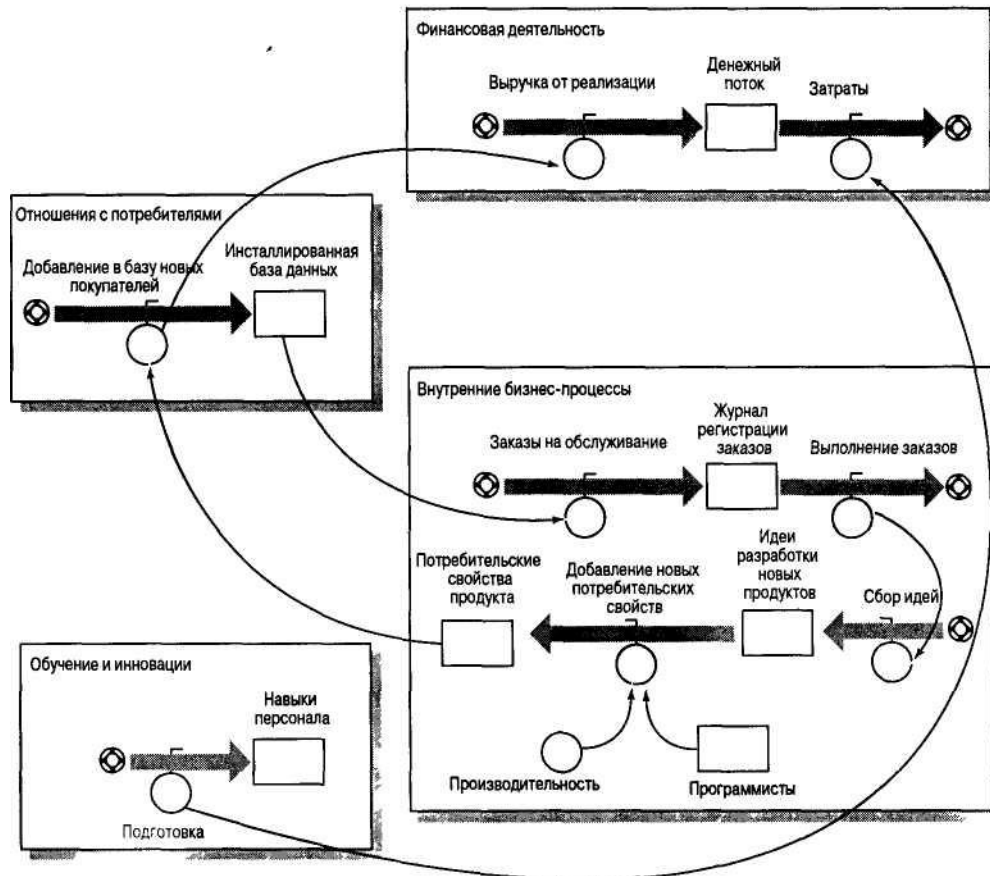 Финансовая деятельность
Выручка от реализации
Денежный
поток
Затраты
Отношения с потребителями
Добавление в базу новых
покупателей
Инсталлированная
база данных
Внутренние бизнес-процессы
Заказы на обслуживание
Журнал
регистрации
заказов
Выполнение заказов
Потребительские
свойства
продукта
Добавление новых
потребительских
свойств
Идеи
разработки
новых
продуктов
Сбор идей
Производительность
Программисты
Обучение и инновации
Навыки
персонала
Подготовка